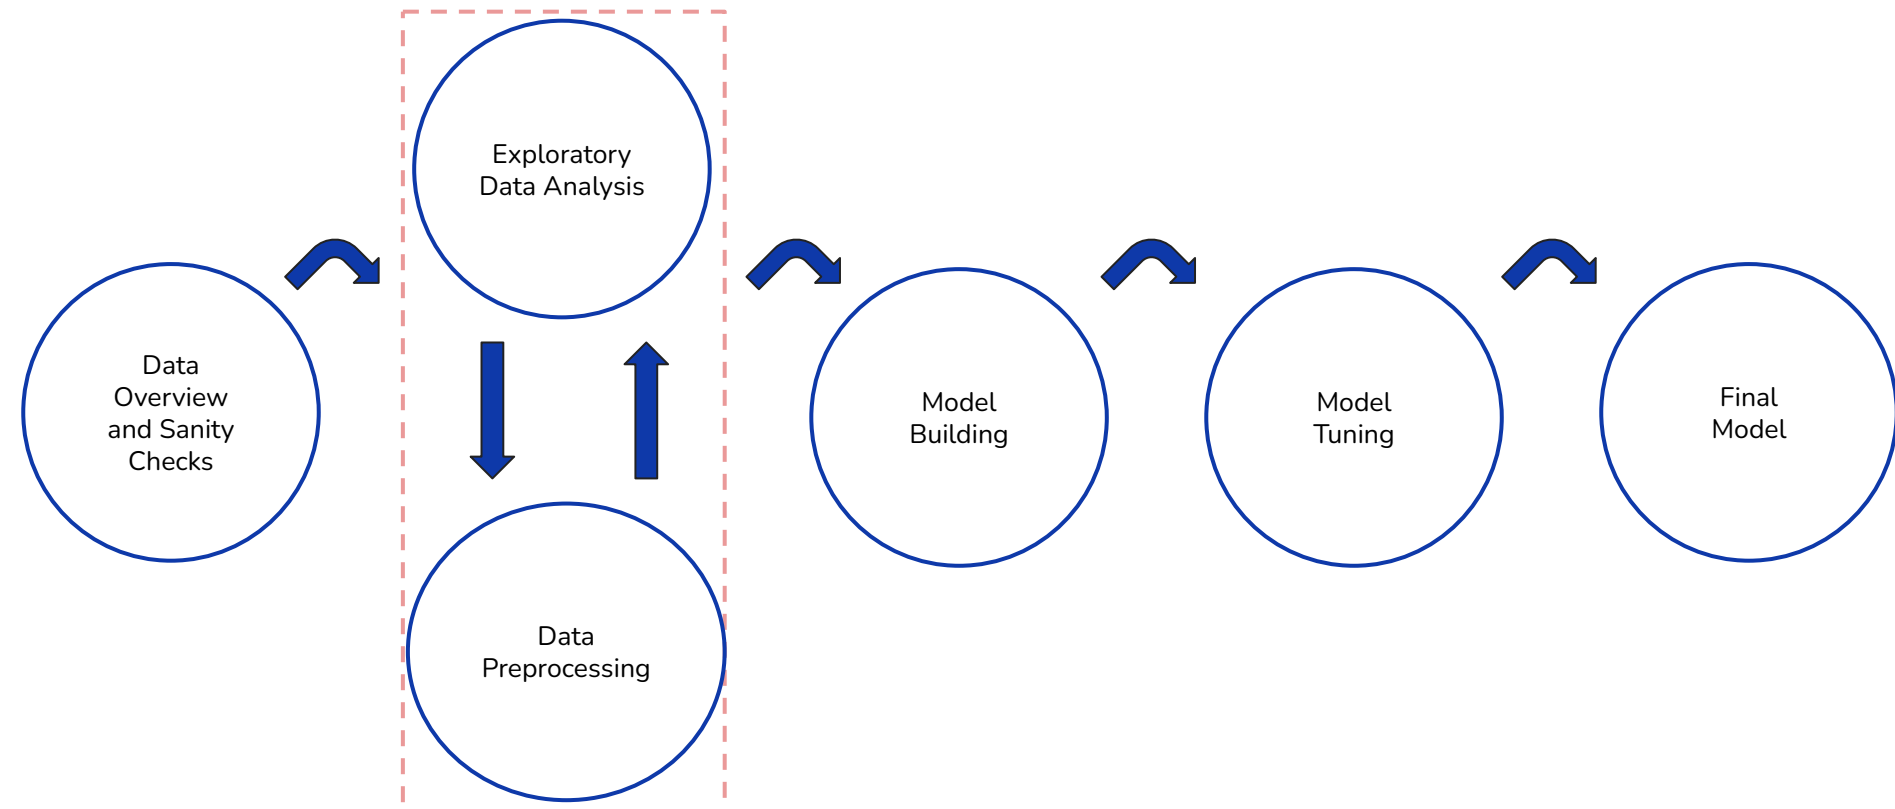 Data
Overview
and Sanity
Checks
Exploratory
Data Analysis
Data
Preprocessing
Model
Building
Model
Tuning
Final
Model